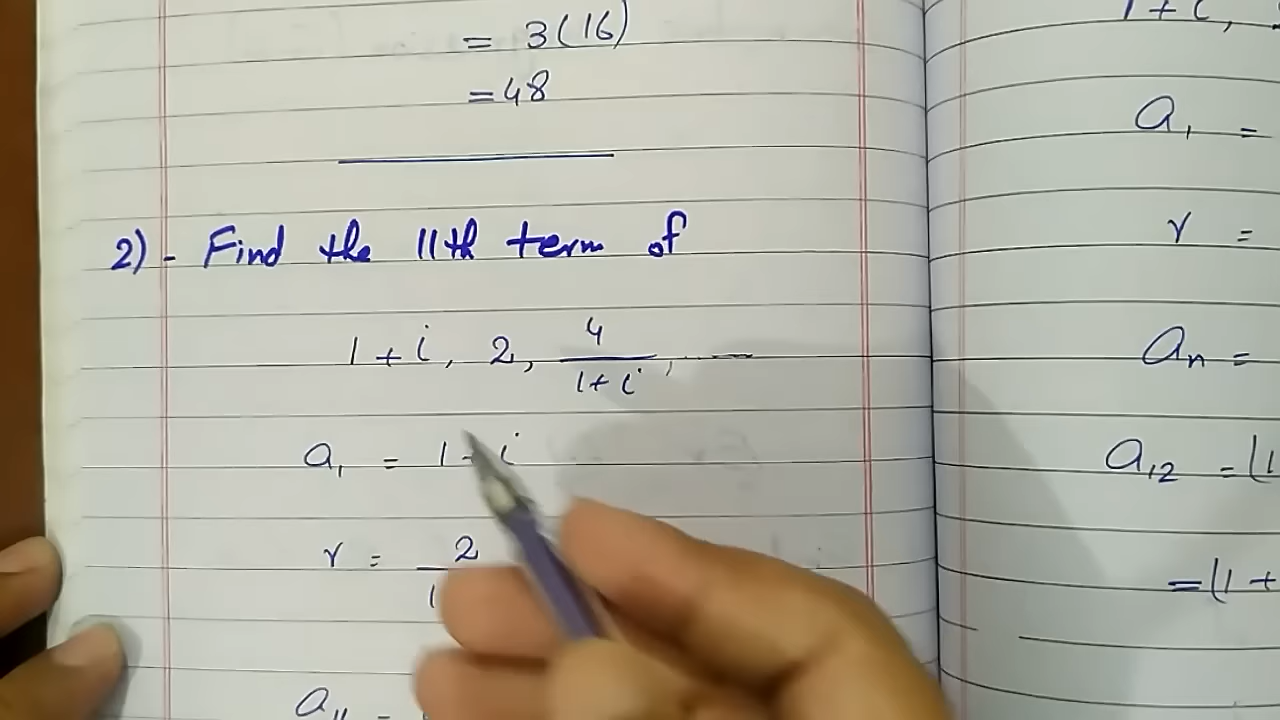 = 3(16)
= 48
2)- Find the 11th term of
1 + i, 2, 4/(1+i), ---
a₁ = 1 + i
r = 2
a₁₁ =
1 + i,
a₁ =
r =
aₙ =
a₁₂ = (1
= (1 +